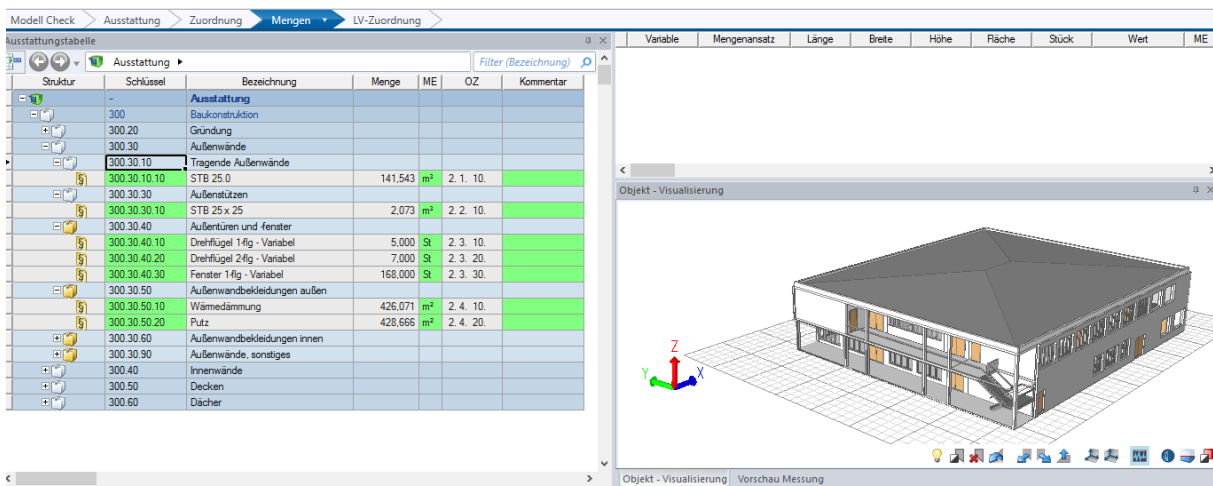 Modell Check Ausstattung Zuordnung Mengen LV-Zuordnung
Ausstattungstabelle
Ausstattung Filter (Bezeichnung)
Struktur Schlüssel Bezeichnung Menge ME OZ Kommentar
- Ausstattung
300 Baukonstruktion
300.20 Gründung
300.30 Außenwände
300.30.10 Tragende Außenwände
300.30.10.10 STB 25.0 141,543 m³ 2. 1. 10.
300.30.30 Außenstützen
300.30.30.10 STB 25 x 25 2,073 m³ 2. 2. 10.
300.30.40 Außentüren und -fenster
300.30.40.10 Drehflügel 1-flg - Variabel 5,000 St 2. 3. 10.
300.30.40.20 Drehflügel 2-flg - Variabel 7,000 St 2. 3. 20.
300.30.40.30 Fenster 1-flg - Variabel 168,000 St 2. 3. 30.
300.30.50 Außenwandbekleidungen außen
300.30.50.10 Wärmedämmung 426,071 m² 2. 4. 10.
300.30.50.20 Putz 428,666 m² 2. 4. 20.
300.30.60 Außenwandbekleidungen innen
300.30.90 Außenwände, sonstiges
300.40 Innenwände
300.50 Decken
300.60 Dächer
Variable Mengenansatz Länge Breite Höhe Fläche Stück Wert ME
Objekt - Visualisierung
Z
Y X
Objekt - Visualisierung Vorschau Messung